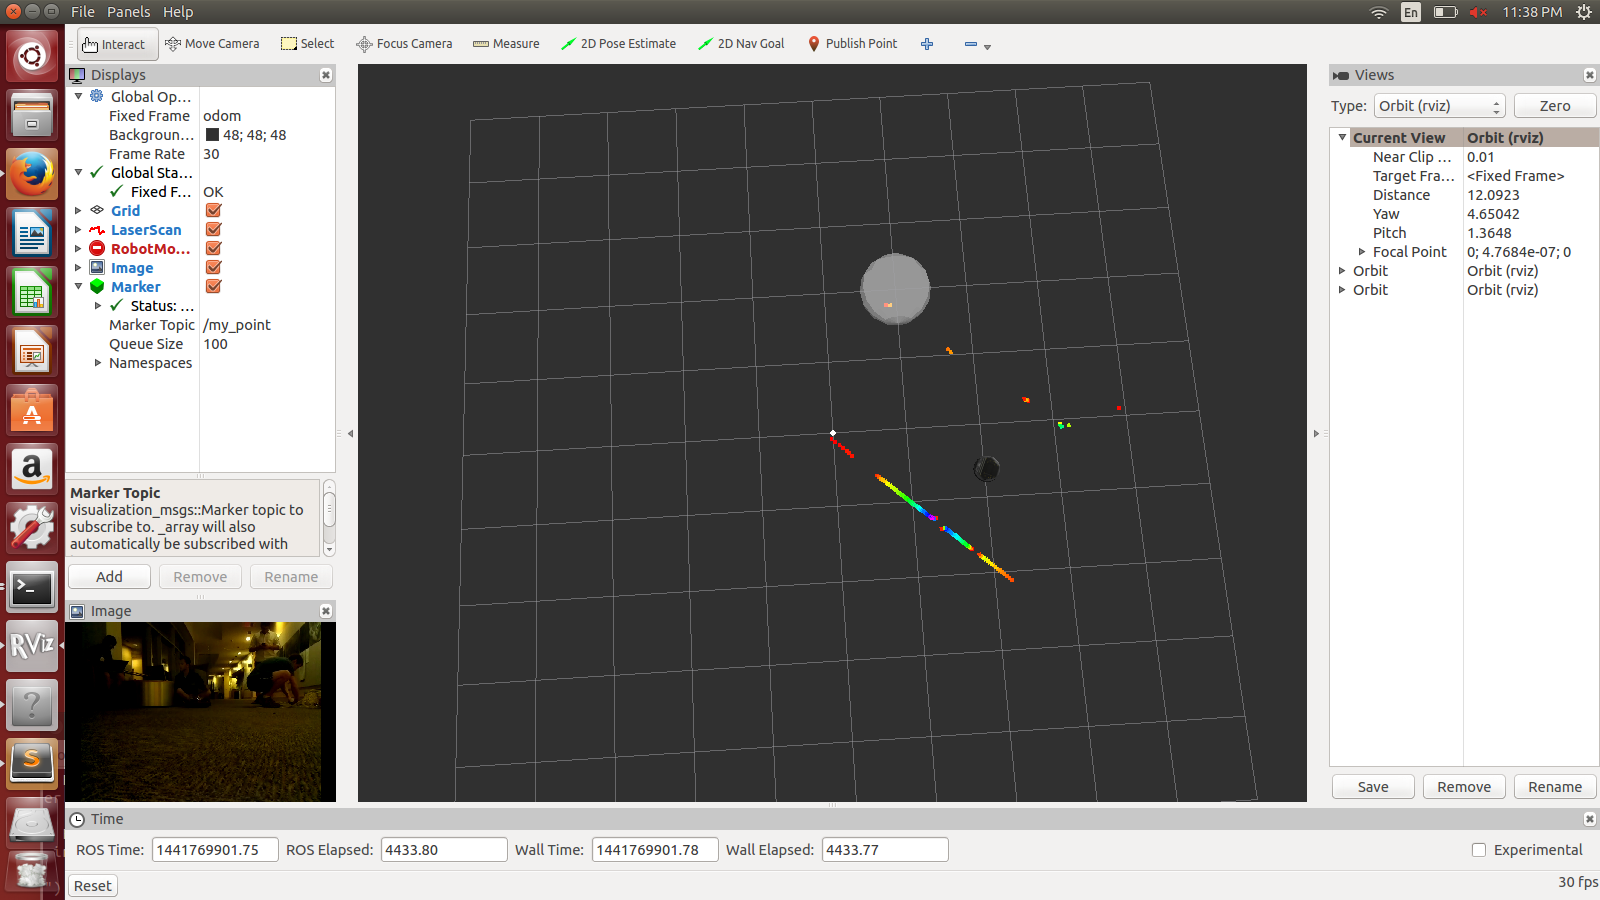 File Panels Help
En
11:38 PM
Interact Move Camera Select Focus Camera Measure 2D Pose Estimate 2D Nav Goal Publish Point
Displays
Global Op...
Fixed Frame odom
Backgroun... 48; 48; 48
Frame Rate 30
Global Sta...
Fixed F... OK
Grid
LaserScan
RobotMo...
Image
Marker
Status: ...
Marker Topic /my_point
Queue Size 100
Namespaces
Marker Topic
visualization_msgs::Marker topic to
subscribe to. _array will also
automatically be subscribed with
Add Remove Rename
Image
Views
Type: Orbit (rviz) Zero
Current View Orbit (rviz)
Near Clip ... 0.01
Target Fra... <Fixed Frame>
Distance 12.0923
Yaw 4.65042
Pitch 1.3648
Focal Point 0; 4.7684e-07; 0
Orbit Orbit (rviz)
Orbit Orbit (rviz)
Save Remove Rename
RViz
Time
ROS Time: 1441769901.75 ROS Elapsed: 4433.80 Wall Time: 1441769901.78 Wall Elapsed: 4433.77 Experimental
Reset
30 fps